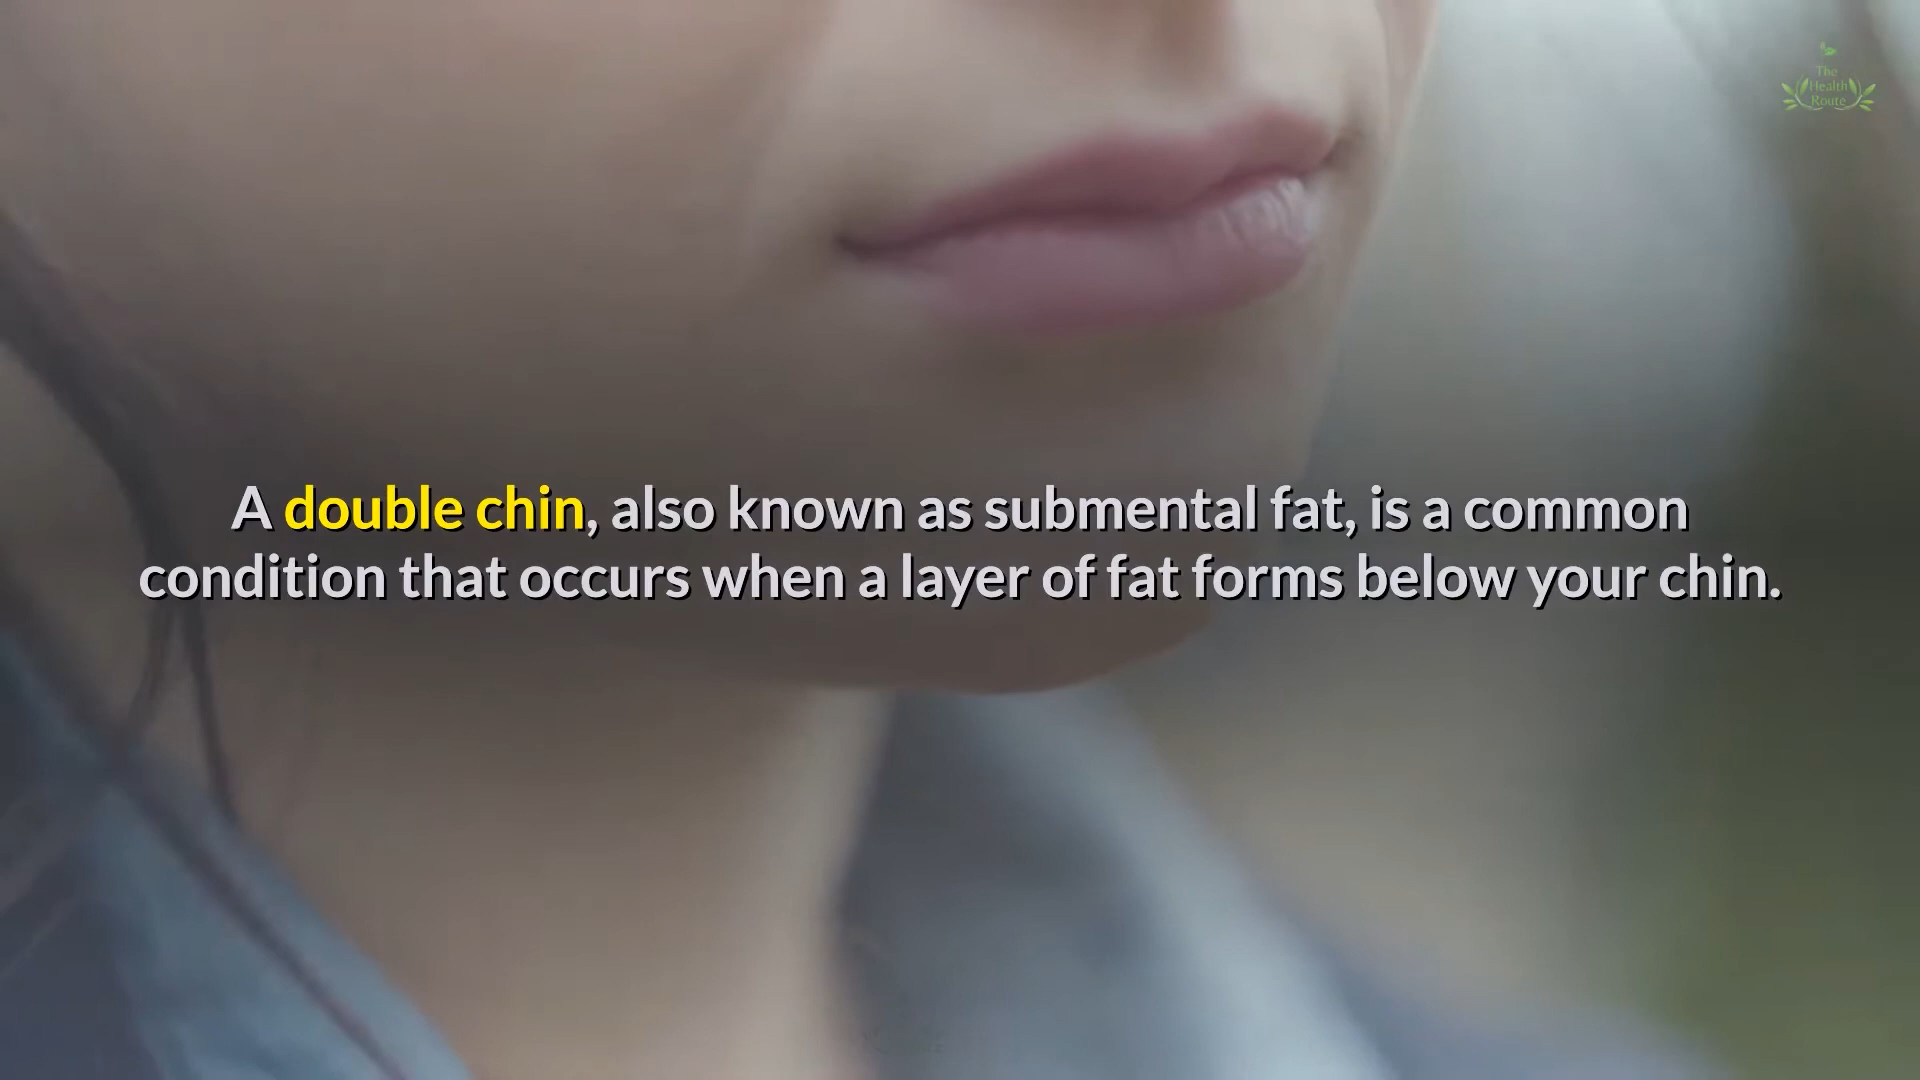 The
Health
Route
A double chin, also known as submental fat, is a common
condition that occurs when a layer of fat forms below your chin.